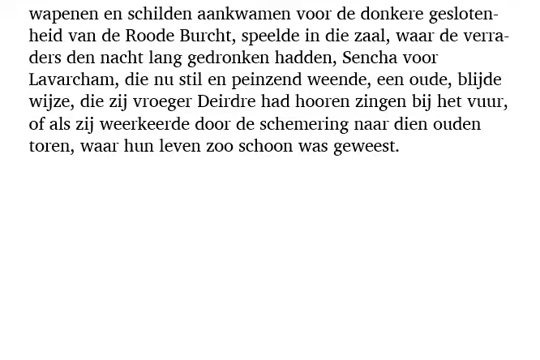 wapenen en schilden aankwamen voor de donkere gesloten-
heid van de Roode Burcht, speelde in die zaal, waar de verra-
ders den nacht lang gedronken hadden, Sencha voor
Lavarcham, die nu stil en peinzend weende, een oude, blijde
wijze, die zij vroeger Deirdre had hooren zingen bij het vuur,
of als zij weerkeerde door de schemering naar dien ouden
toren, waar hun leven zoo schoon was geweest.